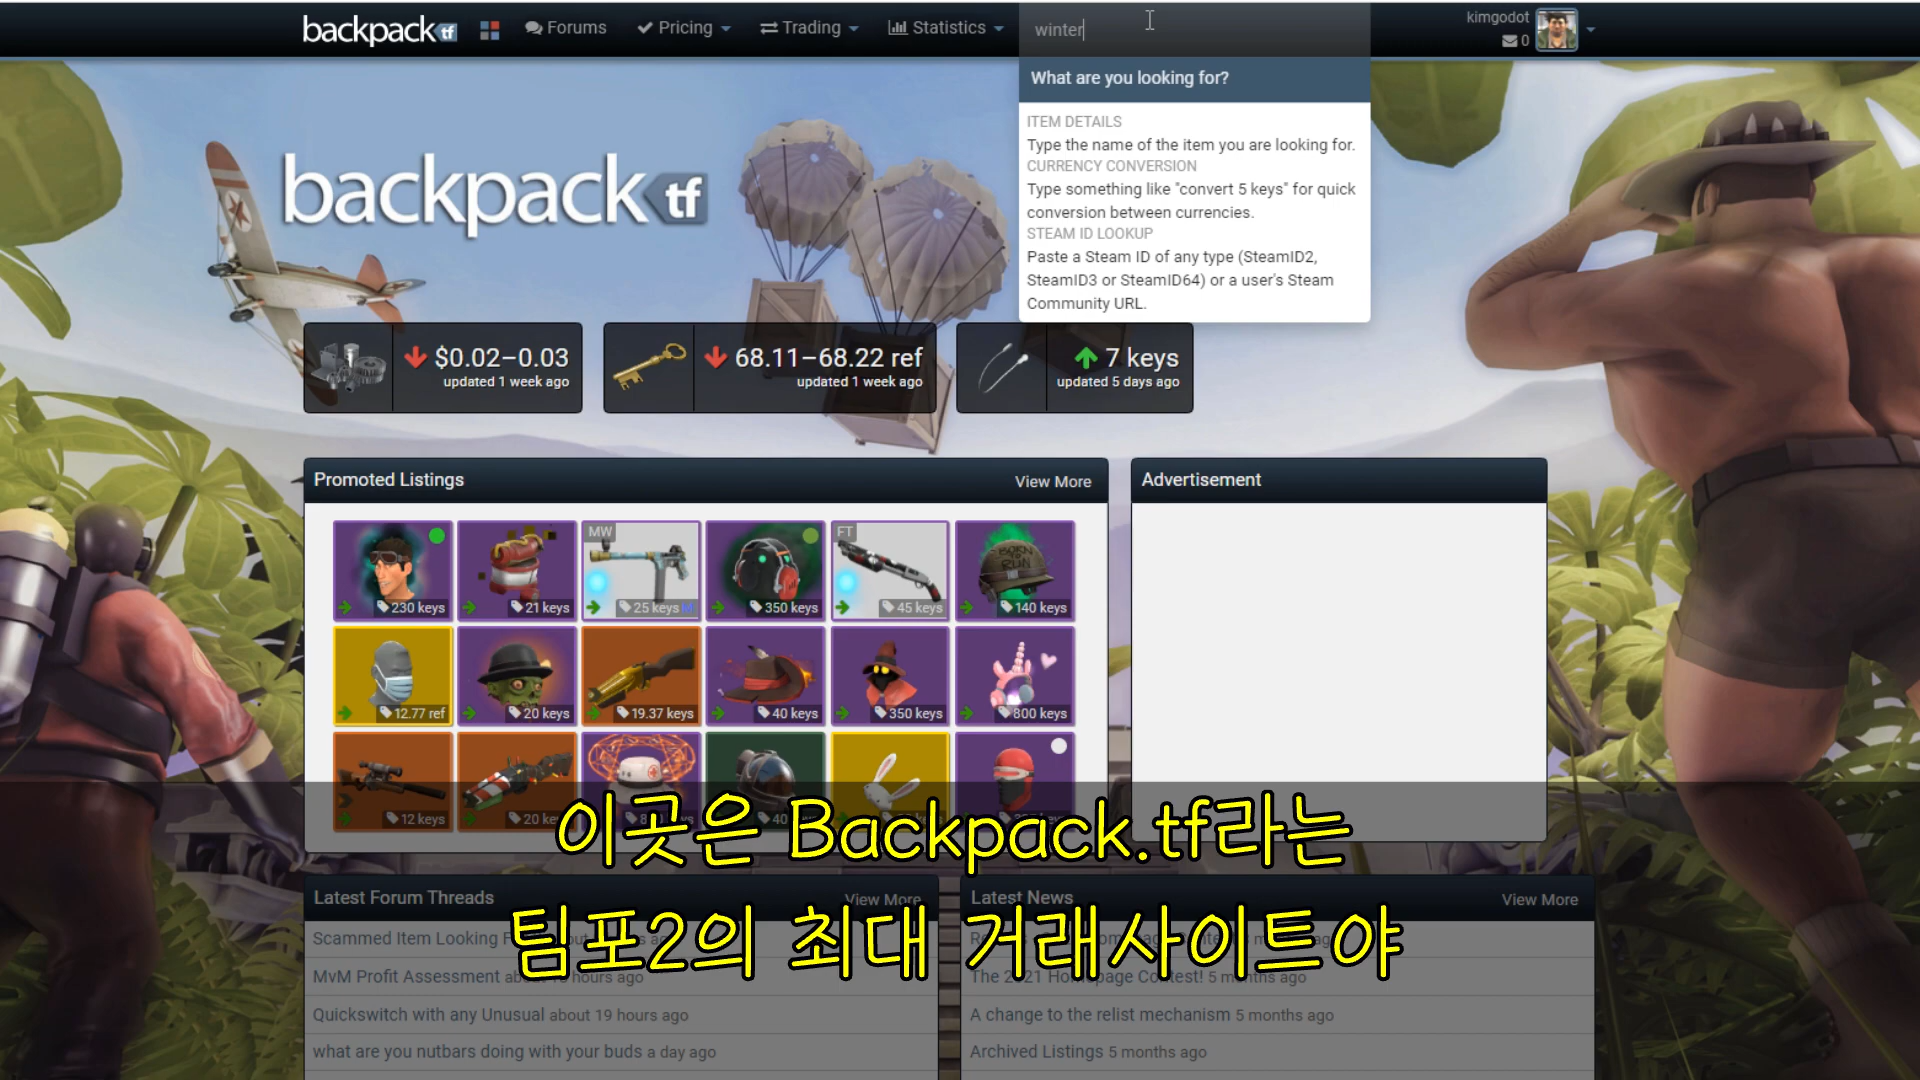 backpack tf
Forums
Pricing
Trading
Statistics
winter
kimgodot
0
What are you looking for?
ITEM DETAILS
Type the name of the item you are looking for.
CURRENCY CONVERSION
Type something like "convert 5 keys" for quick
conversion between currencies.
STEAM ID LOOKUP
Paste a Steam ID of any type (SteamID2,
SteamID3 or SteamID64) or a user's Steam
Community URL.
backpack tf
$0.02–0.03
updated 1 week ago
68.11–68.22 ref
updated 1 week ago
7 keys
updated 5 days ago
Promoted Listings
View More
Advertisement
230 keys
21 keys
MW
25 keys
350 keys
FT
45 keys
BORN TO RUN
140 keys
12.77 ref
20 keys
19.37 keys
40 keys
350 keys
800 keys
12 keys
20 keys
이곳은 Backpack.tf라는
팀포2의 최대 거래사이트야
Latest Forum Threads
View More
Scammed Item Looking
MvM Profit Assessment
hours ago
Quickswitch with any Unusual about 19 hours ago
what are you nutbars doing with your buds a day ago
Latest News
View More
The 2021 Homepage Contest! 5 months ago
A change to the relist mechanism 5 months ago
Archived Listings 5 months ago